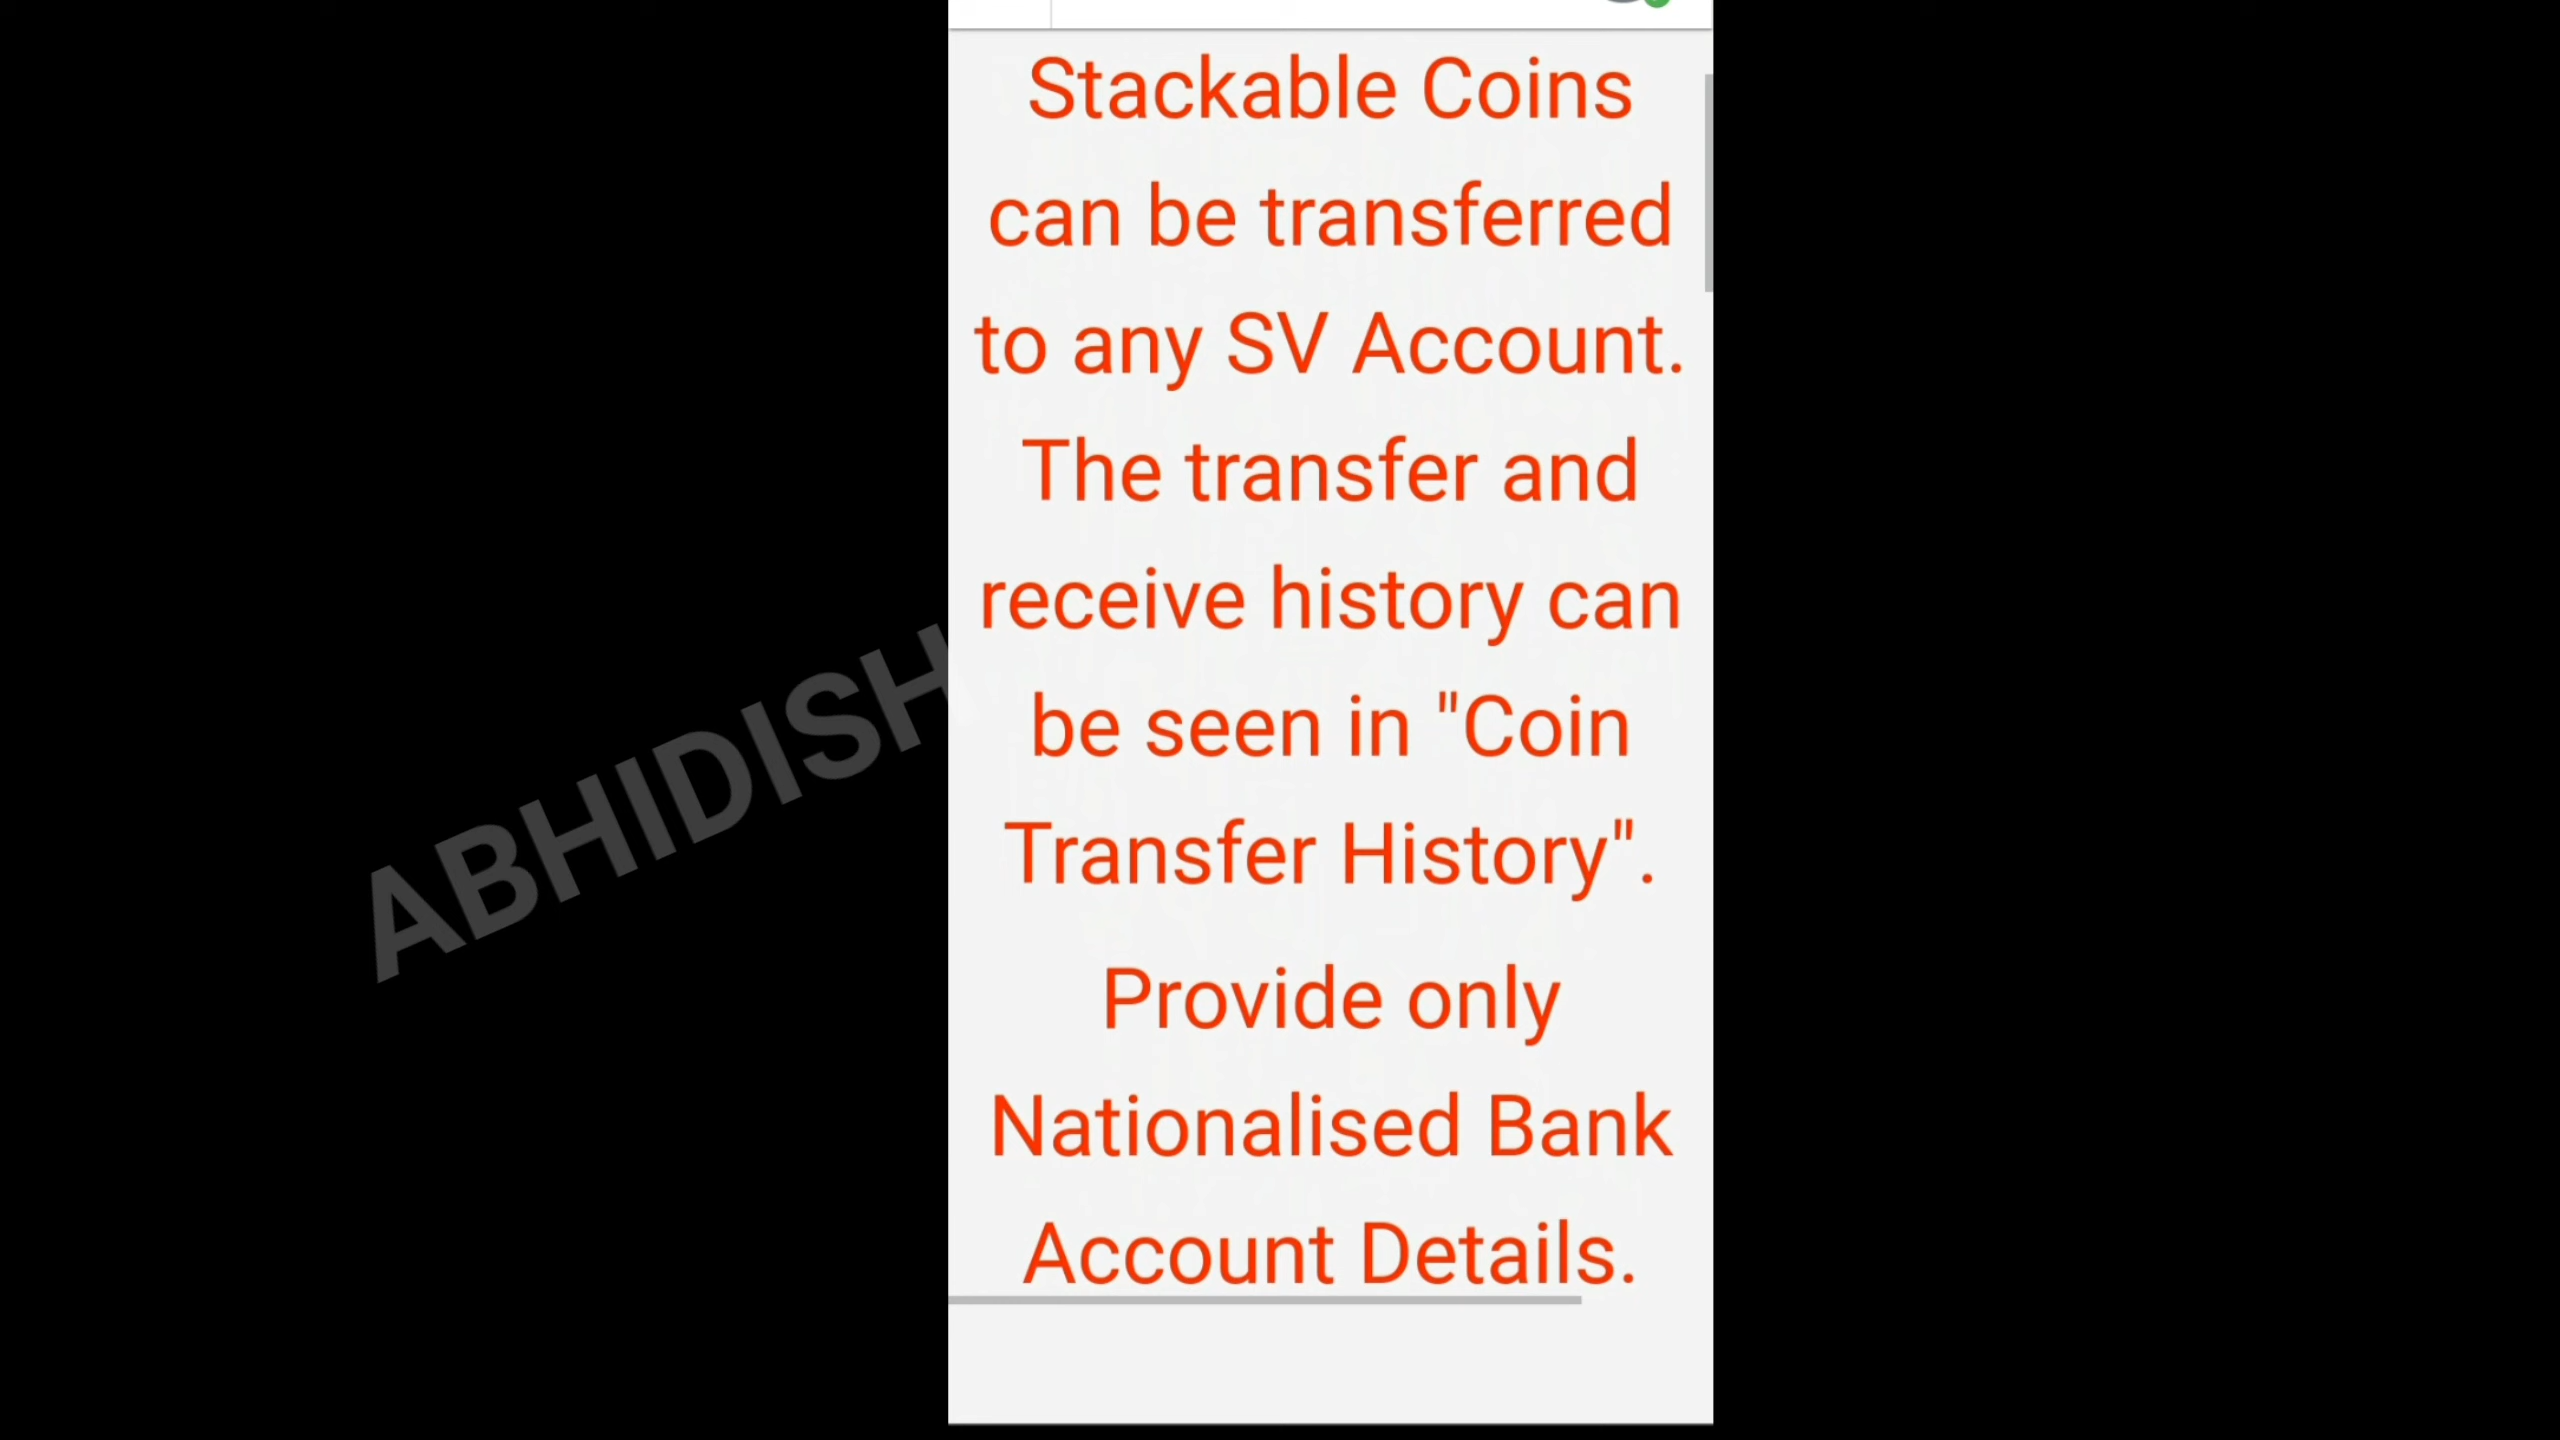 Stackable Coins
can be transferred
to any SV Account.
The transfer and
receive history can
be seen in "Coin
Transfer History".
Provide only
Nationalised Bank
Account Details.
ABHIDISH